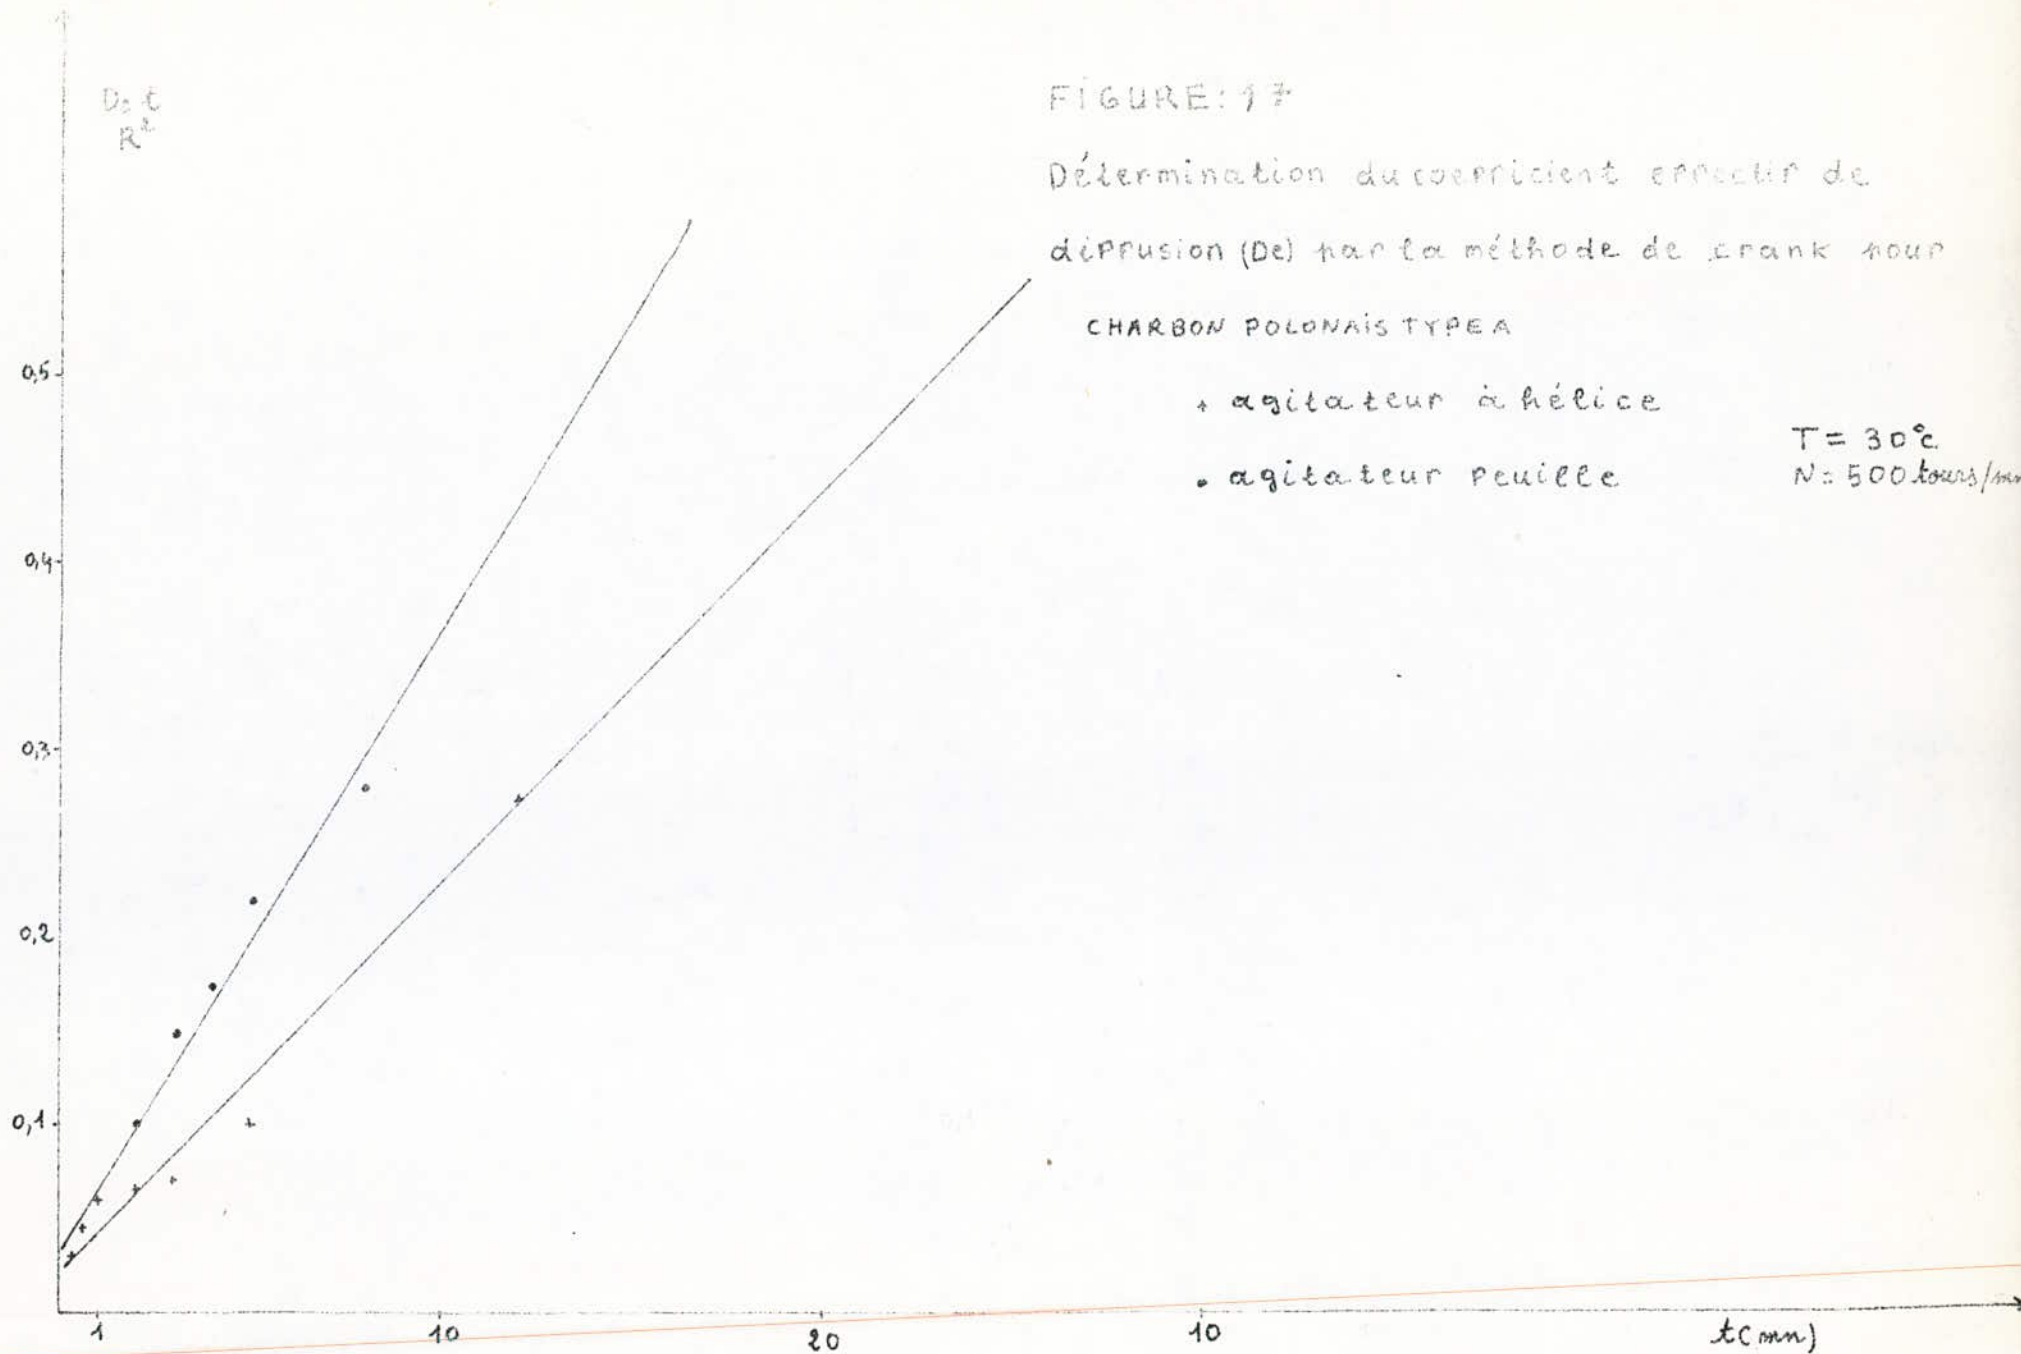 De t
R²
FIGURE: 17
Détermination du coefficient effectif de
diffusion (De) par la méthode de crank pour
CHARBON POLONAIS TYPE A
+ agitateur à hélice
• agitateur feuille
T = 30°c
N = 500 tours/mn
0,5
0,4
0,3
0,2
0,1
1
10
20
10
t(mn)